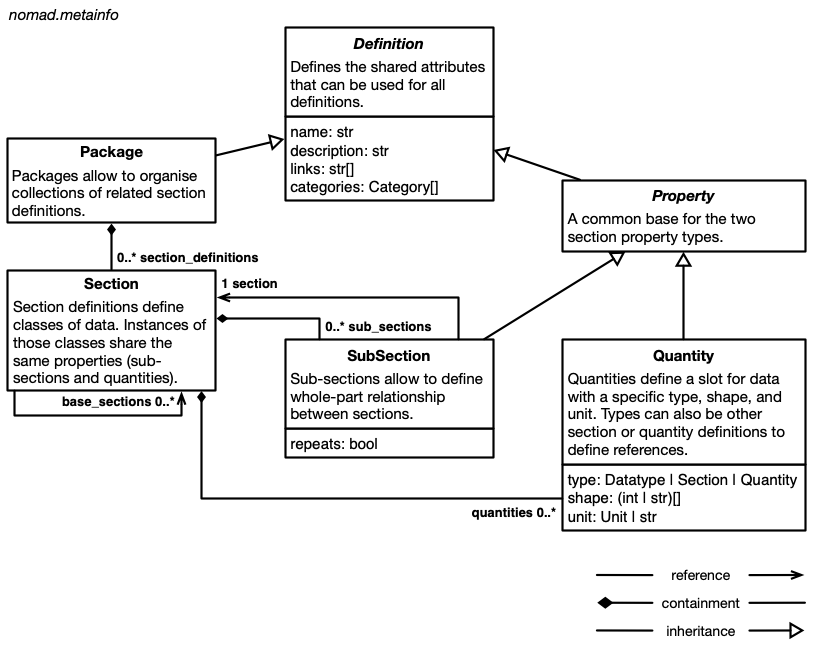 nomad.metainfo
Definition
Defines the shared attributes
that can be used for all
definitions.
name: str
description: str
links: str[]
categories: Category[]
Package
Packages allow to organise
collections of related section
definitions.
Property
A common base for the two
section property types.
0..* section_definitions
Section
Section definitions define
classes of data. Instances of
those classes share the
same properties (sub-
sections and quantities).
1 section
0..* sub_sections
base_sections 0..*
SubSection
Sub-sections allow to define
whole-part relationship
between sections.
repeats: bool
Quantity
Quantities define a slot for data
with a specific type, shape, and
unit. Types can also be other
section or quantity definitions to
define references.
type: Datatype | Section | Quantity
shape: (int | str)[]
unit: Unit | str
quantities 0..*
reference
containment
inheritance